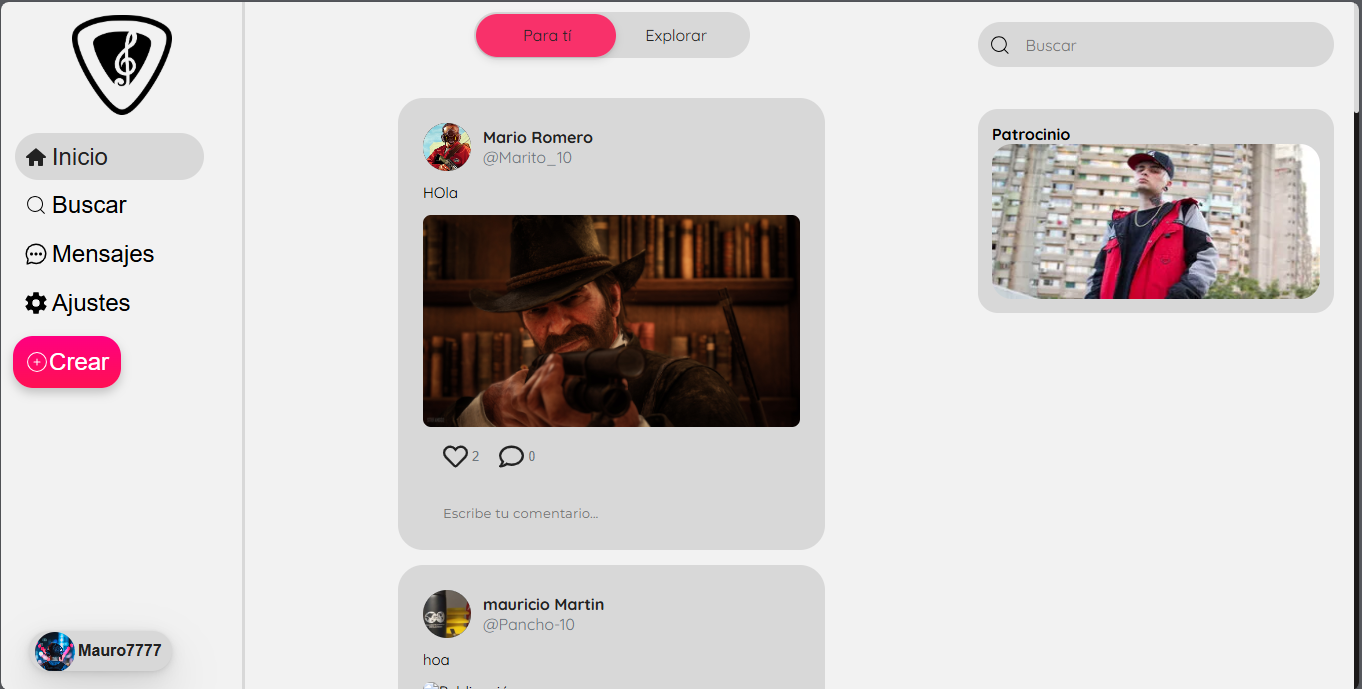 Inicio
Buscar
Mensajes
Ajustes
Crear
Mauro7777
Para tí
Explorar
Mario Romero
@Marito_10
HOla
2
0
Escribe tu comentario...
mauricio Martin
@Pancho-10
hoa
Publicación
Buscar
Patrocinio